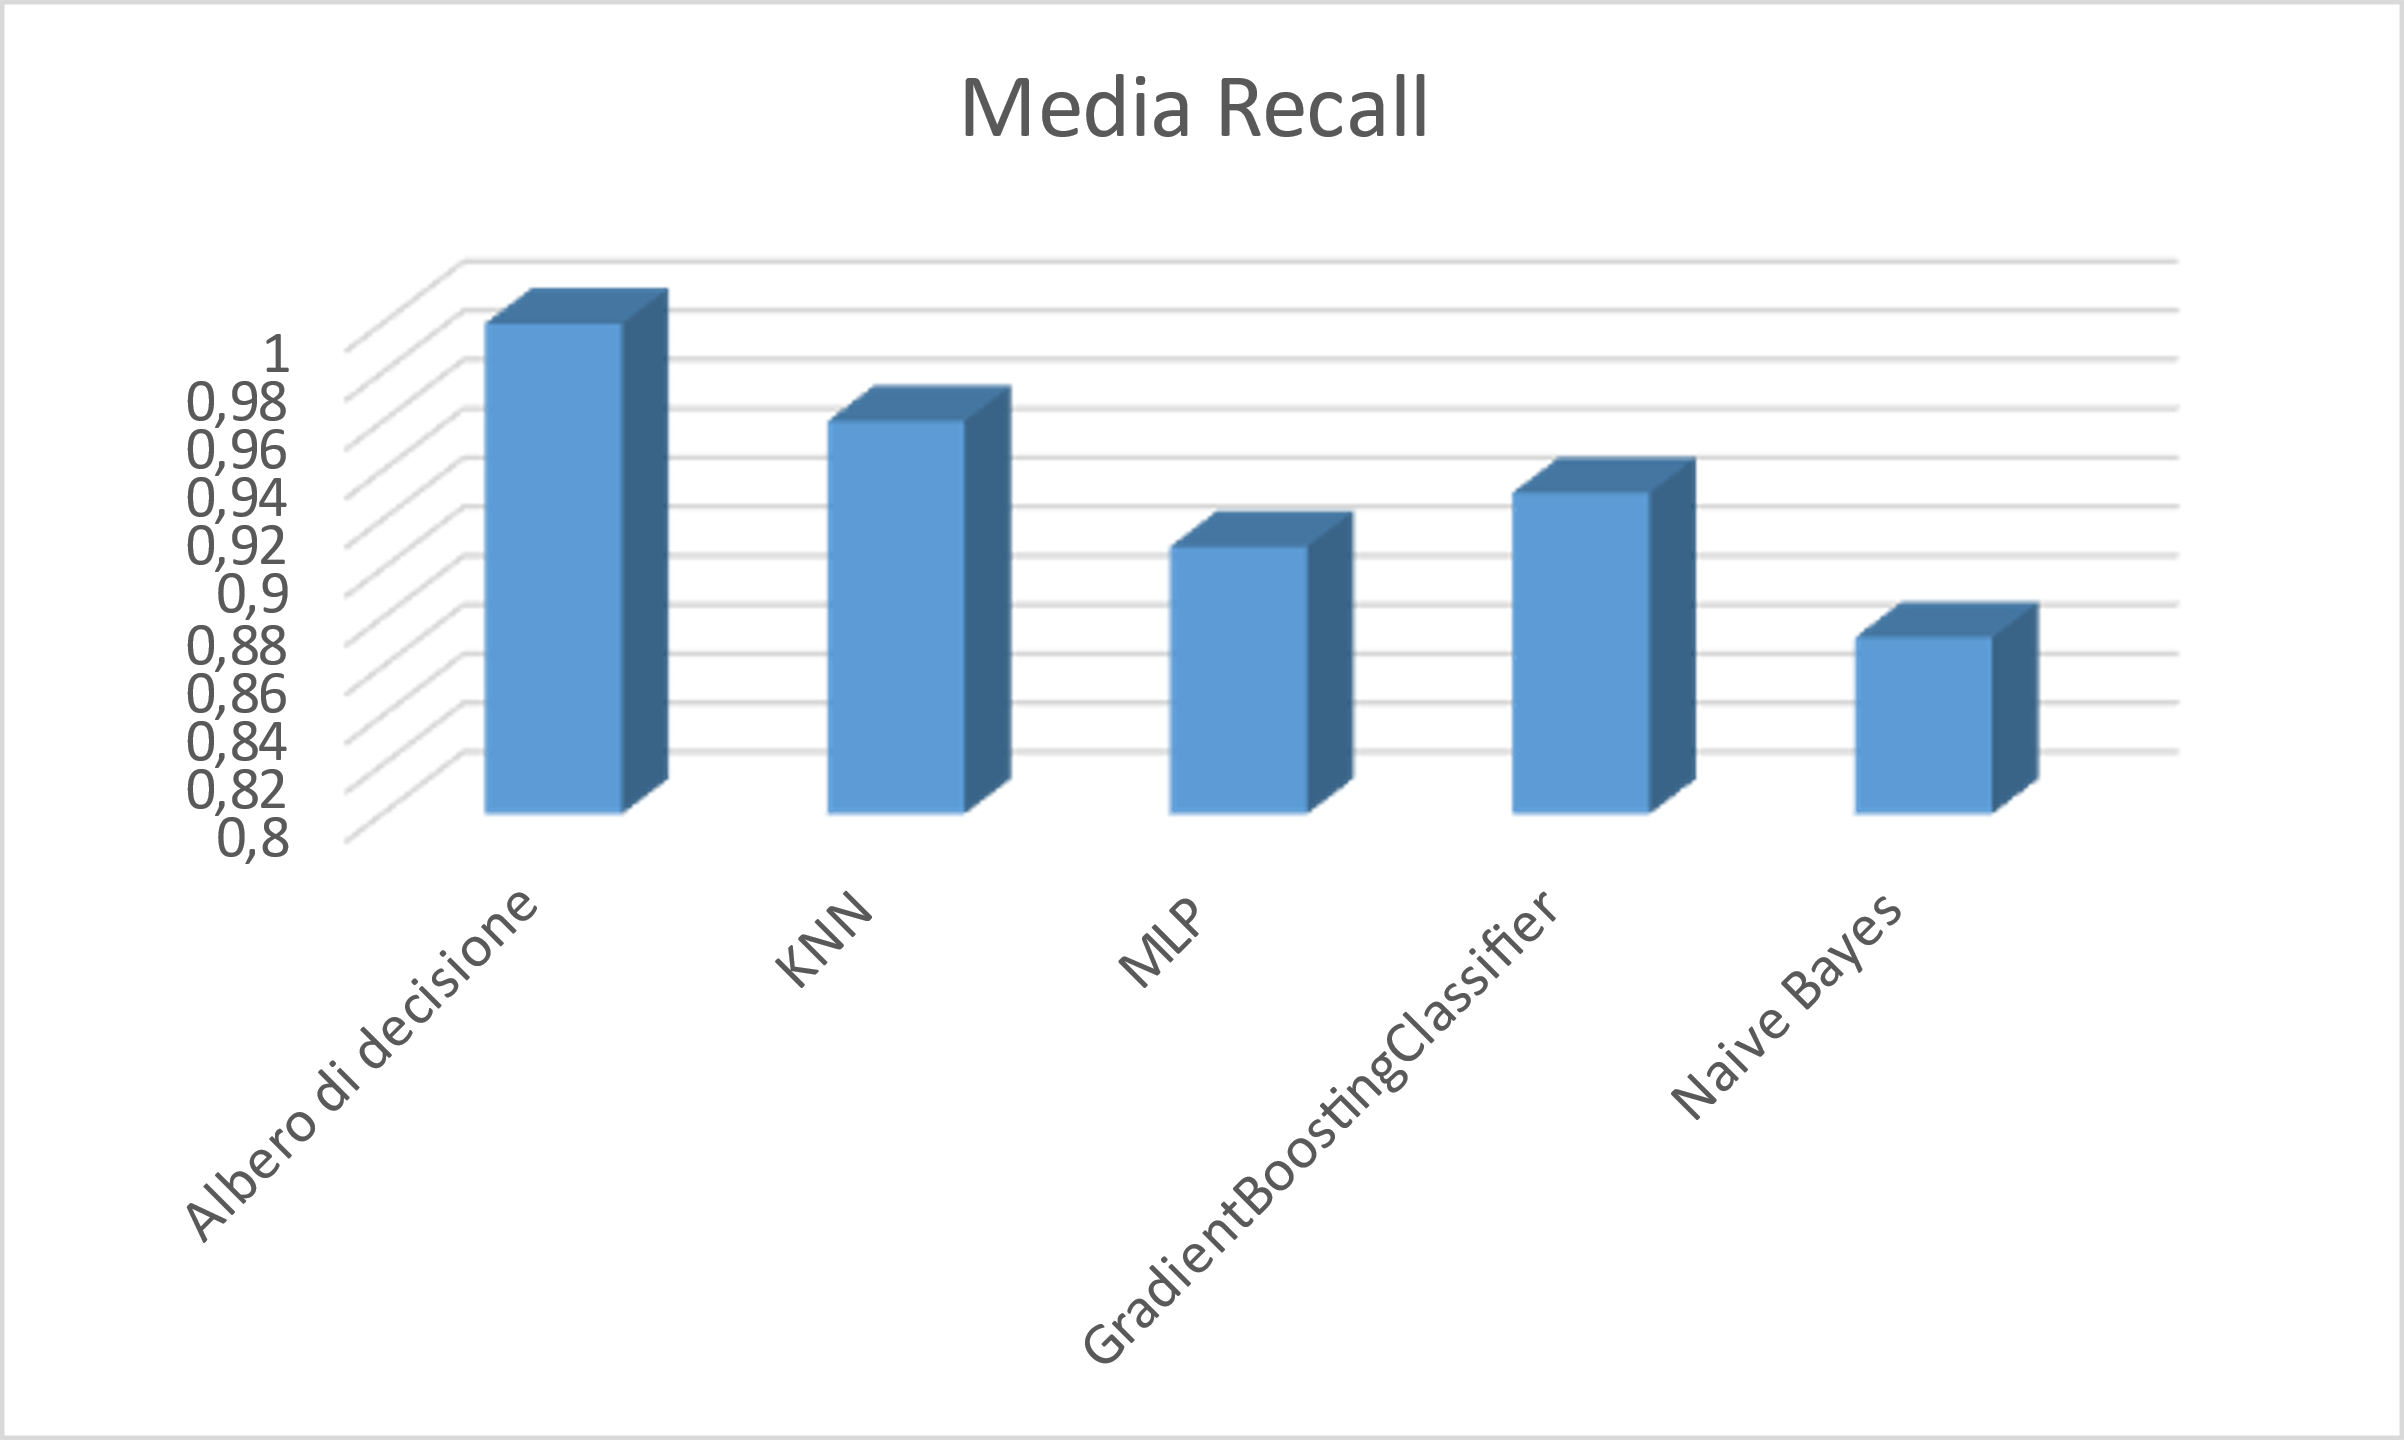 Media Recall
1
0,98
0,96
0,94
0,92
0,9
0,88
0,86
0,84
0,82
0,8
Albero di decisione
KNN
MLP
GradientBoostingClassifier
Naive Bayes